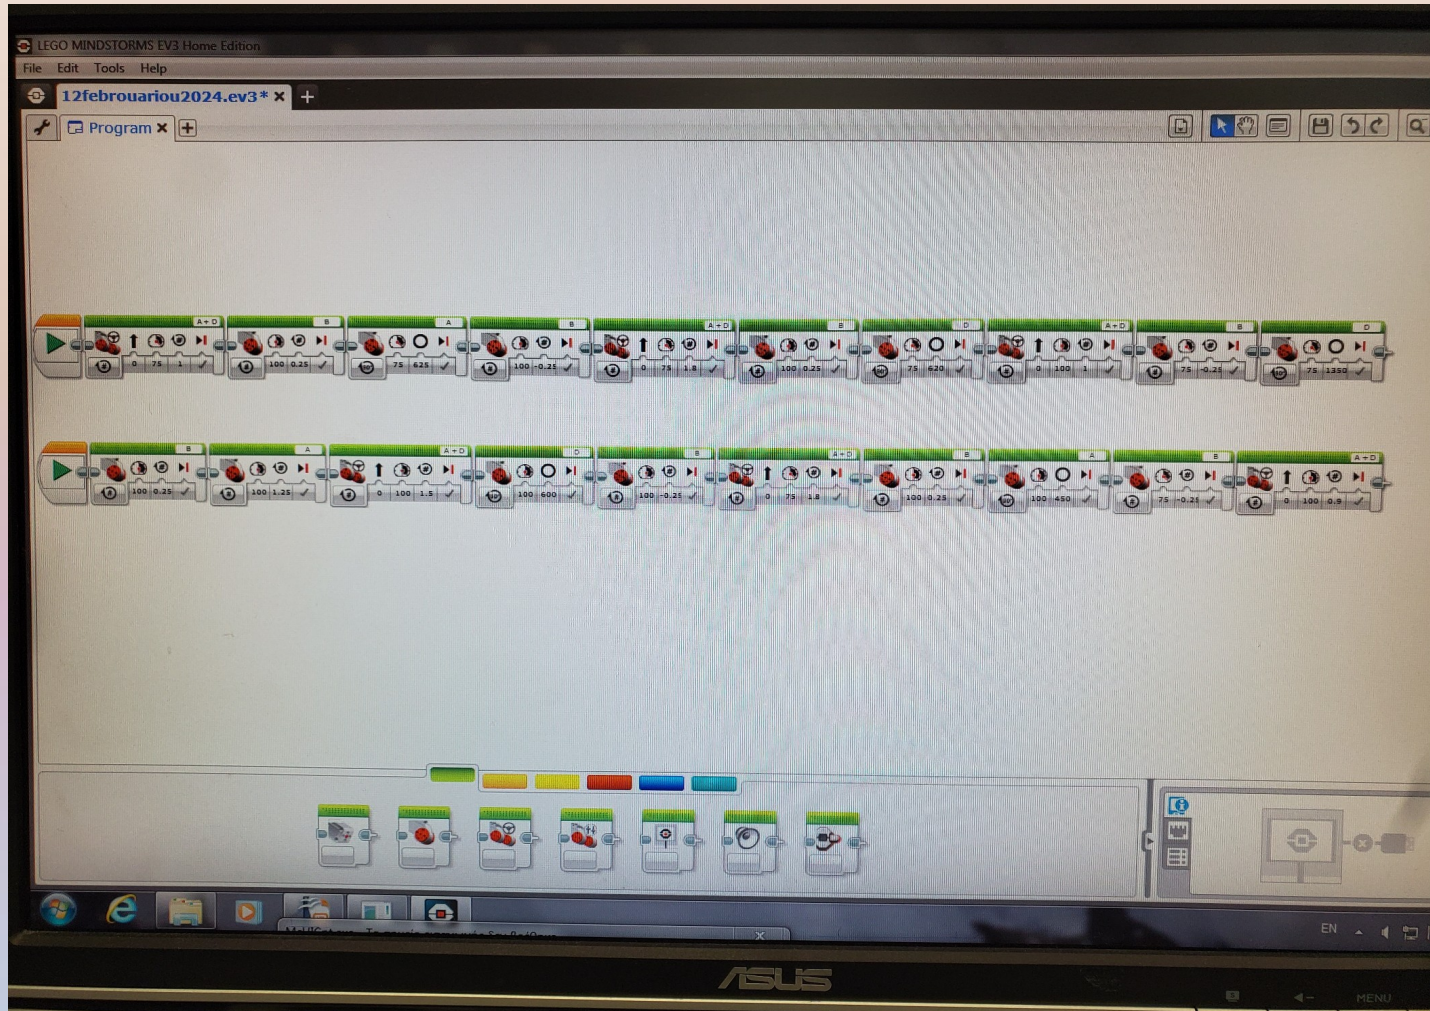 LEGO MINDSTORMS EV3 Home Edition
File Edit Tools Help
12febrouariou2024.ev3*
Program
A+D B A B A+D B D A+D B D
0 75 1 100 0.25 75 625 100 -0.25 0 75 1.8 100 0.25 75 620 0 100 1 75 -0.25 75 1350
B A A+D D B A+D B A B A+D
100 0.25 100 1.25 0 100 1.5 100 600 100 -0.25 0 75 1.8 100 0.25 100 450 75 -0.25 0 100 0.9
EN
ASUS
MENU